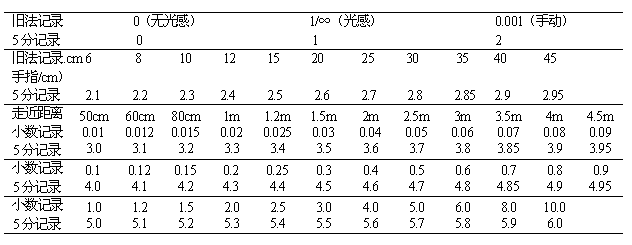 旧法记录 0（无光感） 1/∞（光感） 0.001（手动）
5分记录 0 1 2
旧法记录.cm 6 8 10 12 15 20 25 30 35 40 45
手指/cm）
5分记录 2.1 2.2 2.3 2.4 2.5 2.6 2.7 2.8 2.85 2.9 2.95
走近距离 50cm 60cm 80cm 1m 1.2m 1.5m 2m 2.5m 3m 3.5m 4m 4.5m
小数记录 0.01 0.012 0.015 0.02 0.025 0.03 0.04 0.05 0.06 0.07 0.08 0.09
5分记录 3.0 3.1 3.2 3.3 3.4 3.5 3.6 3.7 3.8 3.85 3.9 3.95
小数记录 0.1 0.12 0.15 0.2 0.25 0.3 0.4 0.5 0.6 0.7 0.8 0.9
5分记录 4.0 4.1 4.2 4.3 4.4 4.5 4.6 4.7 4.8 4.85 4.9 4.95
小数记录 1.0 1.2 1.5 2.0 2.5 3.0 4.0 5.0 6.0 8.0 10.0
5分记录 5.0 5.1 5.2 5.3 5.4 5.5 5.6 5.7 5.8 5.9 6.0